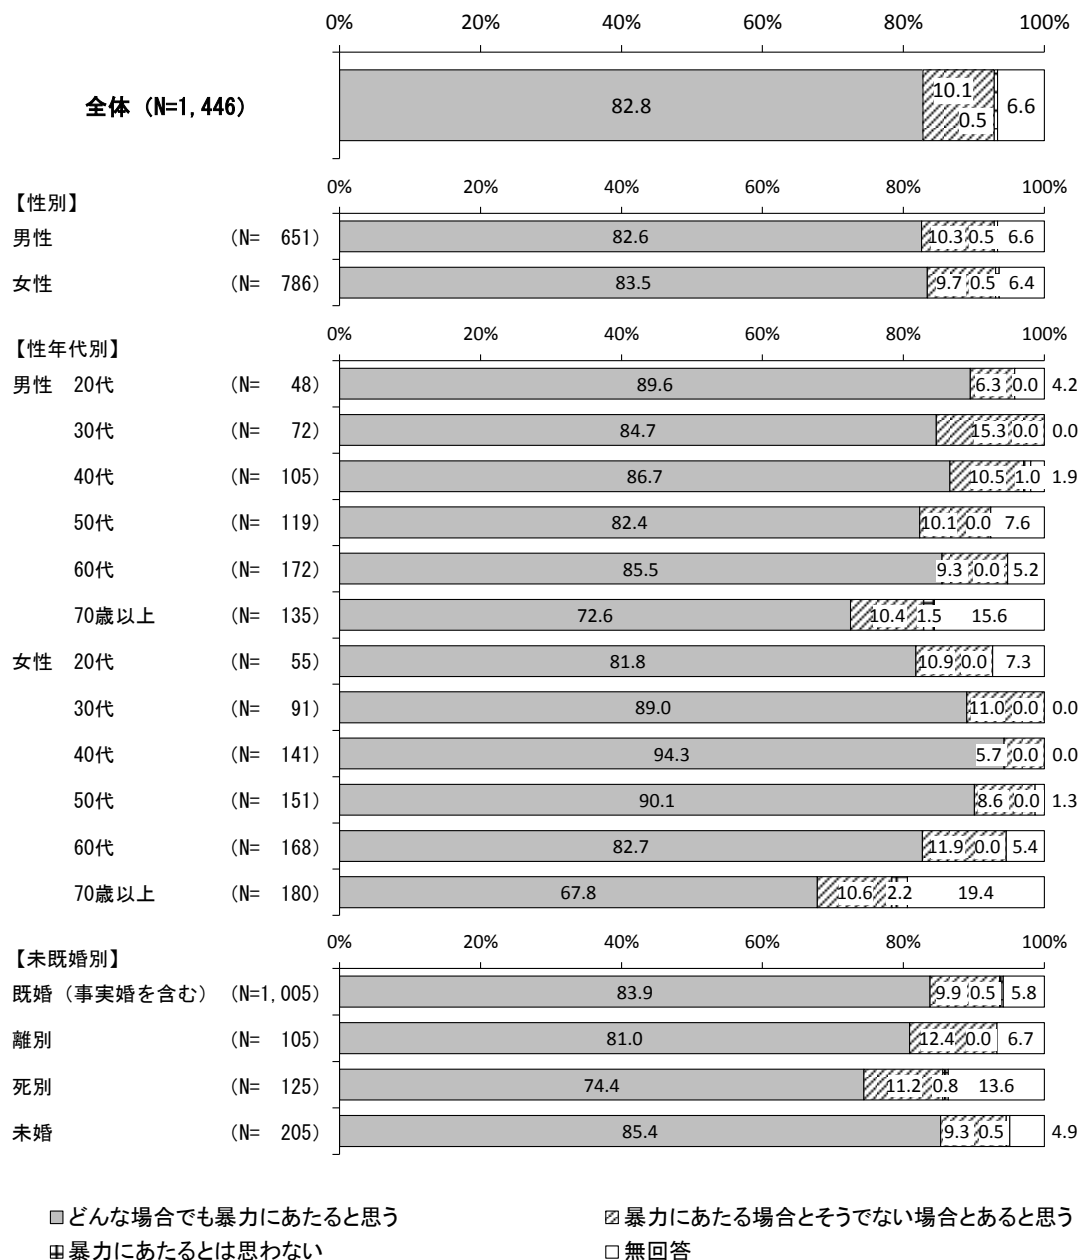 0% 20% 40% 60% 80% 100%
全体 (N=1,446) 82.8 10.1 0.5 6.6
【性別】 0% 20% 40% 60% 80% 100%
男性 (N= 651) 82.6 10.3 0.5 6.6
女性 (N= 786) 83.5 9.7 0.5 6.4
【性年代別】 0% 20% 40% 60% 80% 100%
男性 20代 (N= 48) 89.6 6.3 0.0 4.2
30代 (N= 72) 84.7 15.3 0.0 0.0
40代 (N= 105) 86.7 10.5 1.0 1.9
50代 (N= 119) 82.4 10.1 0.0 7.6
60代 (N= 172) 85.5 9.3 0.0 5.2
70歳以上 (N= 135) 72.6 10.4 1.5 15.6
女性 20代 (N= 55) 81.8 10.9 0.0 7.3
30代 (N= 91) 89.0 11.0 0.0 0.0
40代 (N= 141) 94.3 5.7 0.0 0.0
50代 (N= 151) 90.1 8.6 0.0 1.3
60代 (N= 168) 82.7 11.9 0.0 5.4
70歳以上 (N= 180) 67.8 10.6 2.2 19.4
【未既婚別】 0% 20% 40% 60% 80% 100%
既婚（事実婚を含む） (N=1,005) 83.9 9.9 0.5 5.8
離別 (N= 105) 81.0 12.4 0.0 6.7
死別 (N= 125) 74.4 11.2 0.8 13.6
未婚 (N= 205) 85.4 9.3 0.5 4.9
どんな場合でも暴力にあたると思う 暴力にあたる場合とそうでない場合とあると思う
暴力にあたるとは思わない 無回答